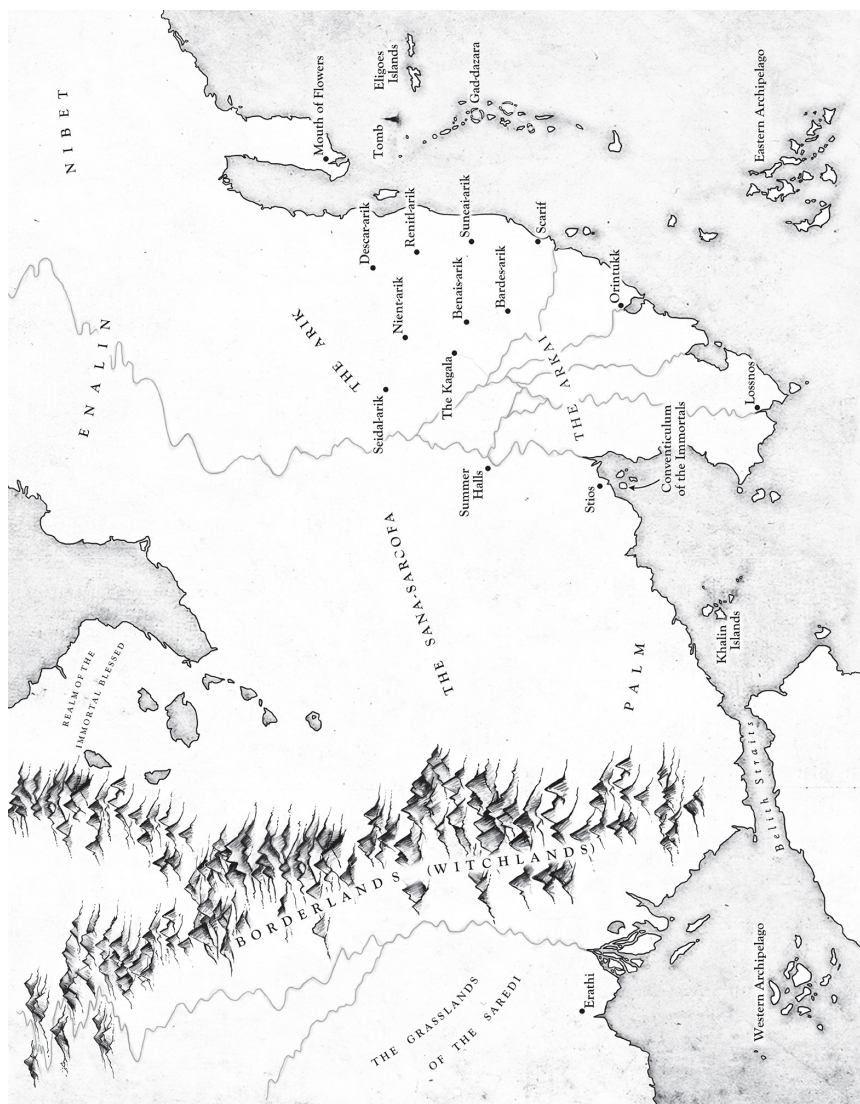 NIBET
ENALIN
REALM OF THE
IMMORTAL BLESSED
Mouth of Flowers
Eligoes
Islands
Tomb
Gad-dazara
Eastern Archipelago
Descar-arik
Renitl-arik
Suncai-arik
Scarif
THE ARIK
Nient-arik
Benais-arik
Bardes-arik
Orintukk
Seidal-arik
The Kagala
THE ARKAI
Lossnos
Summer
Halls
Stios
Conventiculum
of the Immortals
THE SANA-SARCOFA
PALM
Khalin
Islands
Belith Straits
BORDERLANDS (WITCHLANDS)
THE GRASSLANDS
OF THE SAREDI
Erathi
Western Archipelago